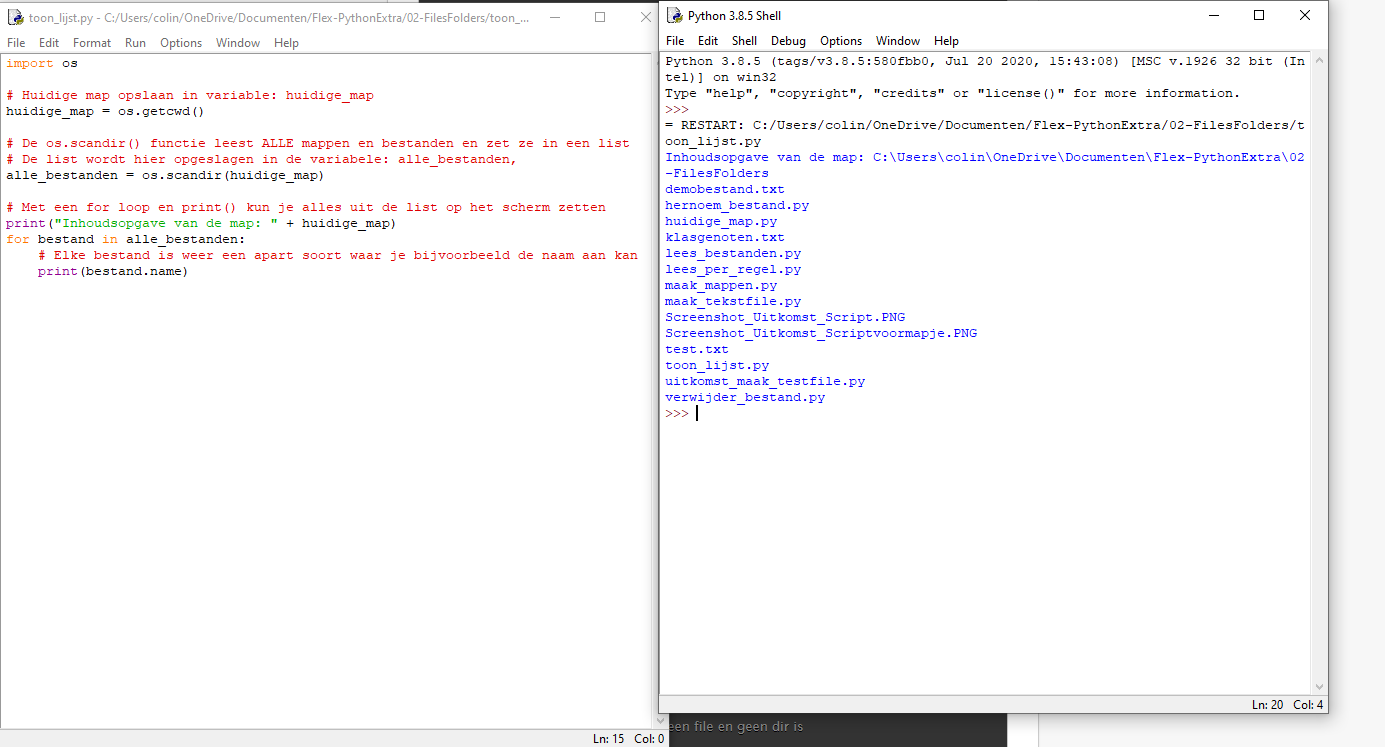 toon_lijst.py - C:/Users/colin/OneDrive/Documenten/Flex-PythonExtra/02-FilesFolders/toon_...
File Edit Format Run Options Window Help
import os
# Huidige map opslaan in variable: huidige_map
huidige_map = os.getcwd()
# De os.scandir() functie leest ALLE mappen en bestanden en zet ze in een list
# De list wordt hier opgeslagen in de variabele: alle_bestanden,
alle_bestanden = os.scandir(huidige_map)
# Met een for loop en print() kun je alles uit de list op het scherm zetten
print("Inhoudsopgave van de map: " + huidige_map)
for bestand in alle_bestanden:
    # Elke bestand is weer een apart soort waar je bijvoorbeeld de naam aan kan
    print(bestand.name)
Ln: 15 Col: 0
Python 3.8.5 Shell
File Edit Shell Debug Options Window Help
Python 3.8.5 (tags/v3.8.5:580fbb0, Jul 20 2020, 15:43:08) [MSC v.1926 32 bit (In
tel)] on win32
Type "help", "copyright", "credits" or "license()" for more information.
>>>
= RESTART: C:/Users/colin/OneDrive/Documenten/Flex-PythonExtra/02-FilesFolders/t
oon_lijst.py
Inhoudsopgave van de map: C:\Users\colin\OneDrive\Documenten\Flex-PythonExtra\02
-FilesFolders
demobestand.txt
hernoem_bestand.py
huidige_map.py
klasgenoten.txt
lees_bestanden.py
lees_per_regel.py
maak_mappen.py
maak_tekstfile.py
Screenshot_Uitkomst_Script.PNG
Screenshot_Uitkomst_Scriptvoormapje.PNG
test.txt
toon_lijst.py
uitkomst_maak_testfile.py
verwijder_bestand.py
>>>
Ln: 20 Col: 4
een file en geen dir is